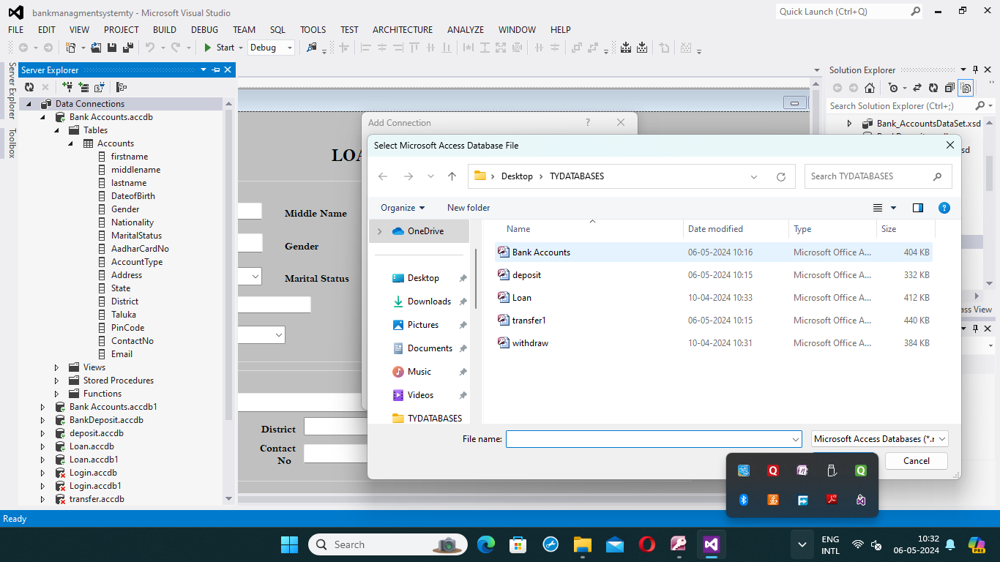 bankmanagmentsystemty - Microsoft Visual Studio
Quick Launch (Ctrl+Q)
FILE EDIT VIEW PROJECT BUILD DEBUG TEAM SQL TOOLS TEST ARCHITECTURE ANALYZE WINDOW HELP
Start Debug
Server Explorer
Toolbox
Server Explorer
Data Connections
Bank Accounts.accdb
Tables
Accounts
firstname
middlename
lastname
DateofBirth
Gender
Nationality
MaritalStatus
AadharCardNo
AccountType
Address
State
District
Taluka
PinCode
ContactNo
Email
Views
Stored Procedures
Functions
Bank Accounts.accdb1
BankDeposit.accdb
deposit.accdb
Loan.accdb
Loan.accdb1
Login.accdb
Login.accdb1
transfer.accdb
LOA
Middle Name
Gender
Marital Status
District
Contact
No
Add Connection ?
Select Microsoft Access Database File
Desktop › TYDATABASES
Search TYDATABASES
Organize New folder
OneDrive
Desktop
Downloads
Pictures
Documents
Music
Videos
TYDATABASES
Name Date modified Type Size
Bank Accounts 06-05-2024 10:16 Microsoft Office A... 404 KB
deposit 06-05-2024 10:15 Microsoft Office A... 332 KB
Loan 10-04-2024 10:33 Microsoft Office A... 412 KB
transfer1 06-05-2024 10:15 Microsoft Office A... 440 KB
withdraw 10-04-2024 10:31 Microsoft Office A... 384 KB
File name: Microsoft Access Databases (*.r
Cancel
Solution Explorer
Search Solution Explorer (Ctrl+;)
Bank_AccountsDataSet.xsd
sd
ass View
Ready
Search
ENG
INTL
10:32
06-05-2024
PRE